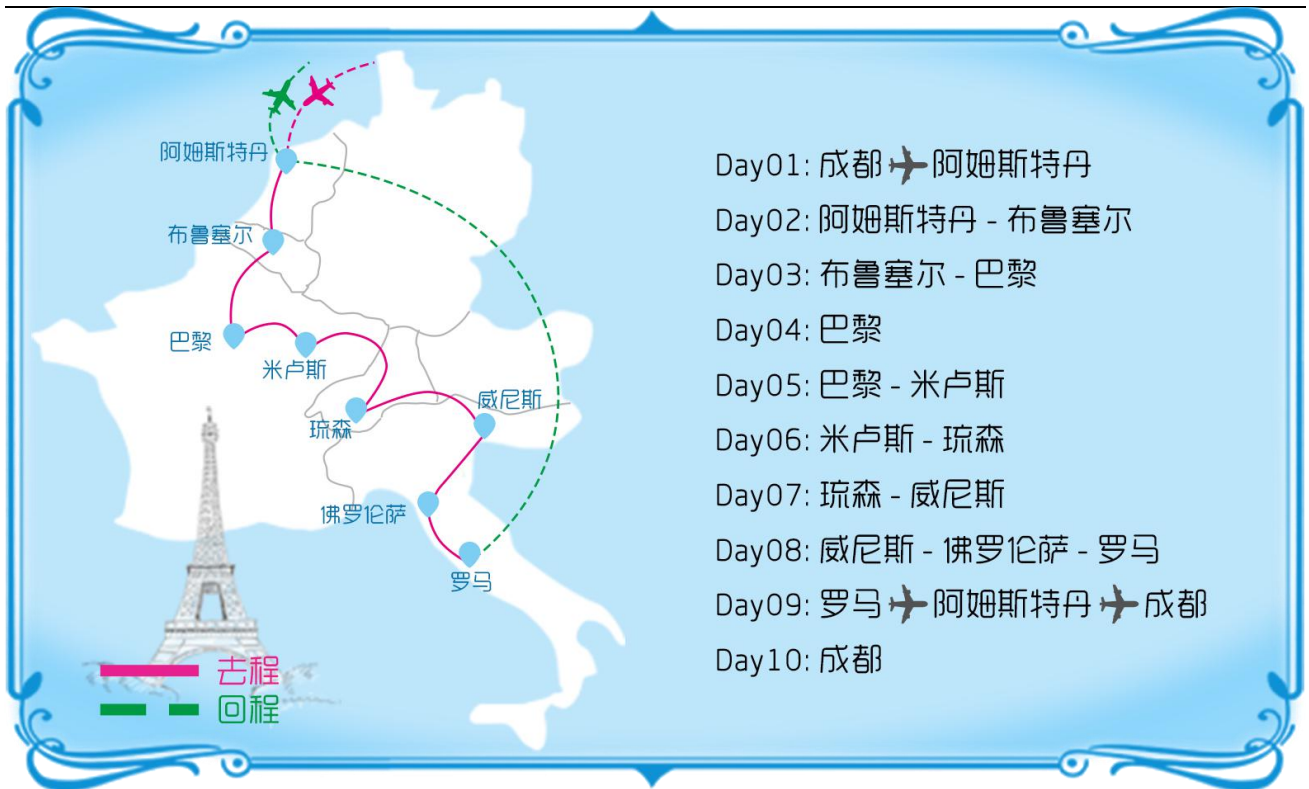 阿姆斯特丹
布鲁塞尔
巴黎
米卢斯
琉森
威尼斯
佛罗伦萨
罗马
去程
回程
Day01: 成都 阿姆斯特丹
Day02: 阿姆斯特丹 - 布鲁塞尔
Day03: 布鲁塞尔 - 巴黎
Day04: 巴黎
Day05: 巴黎 - 米卢斯
Day06: 米卢斯 - 琉森
Day07: 琉森 - 威尼斯
Day08: 威尼斯 - 佛罗伦萨 - 罗马
Day09: 罗马 阿姆斯特丹 成都
Day10: 成都